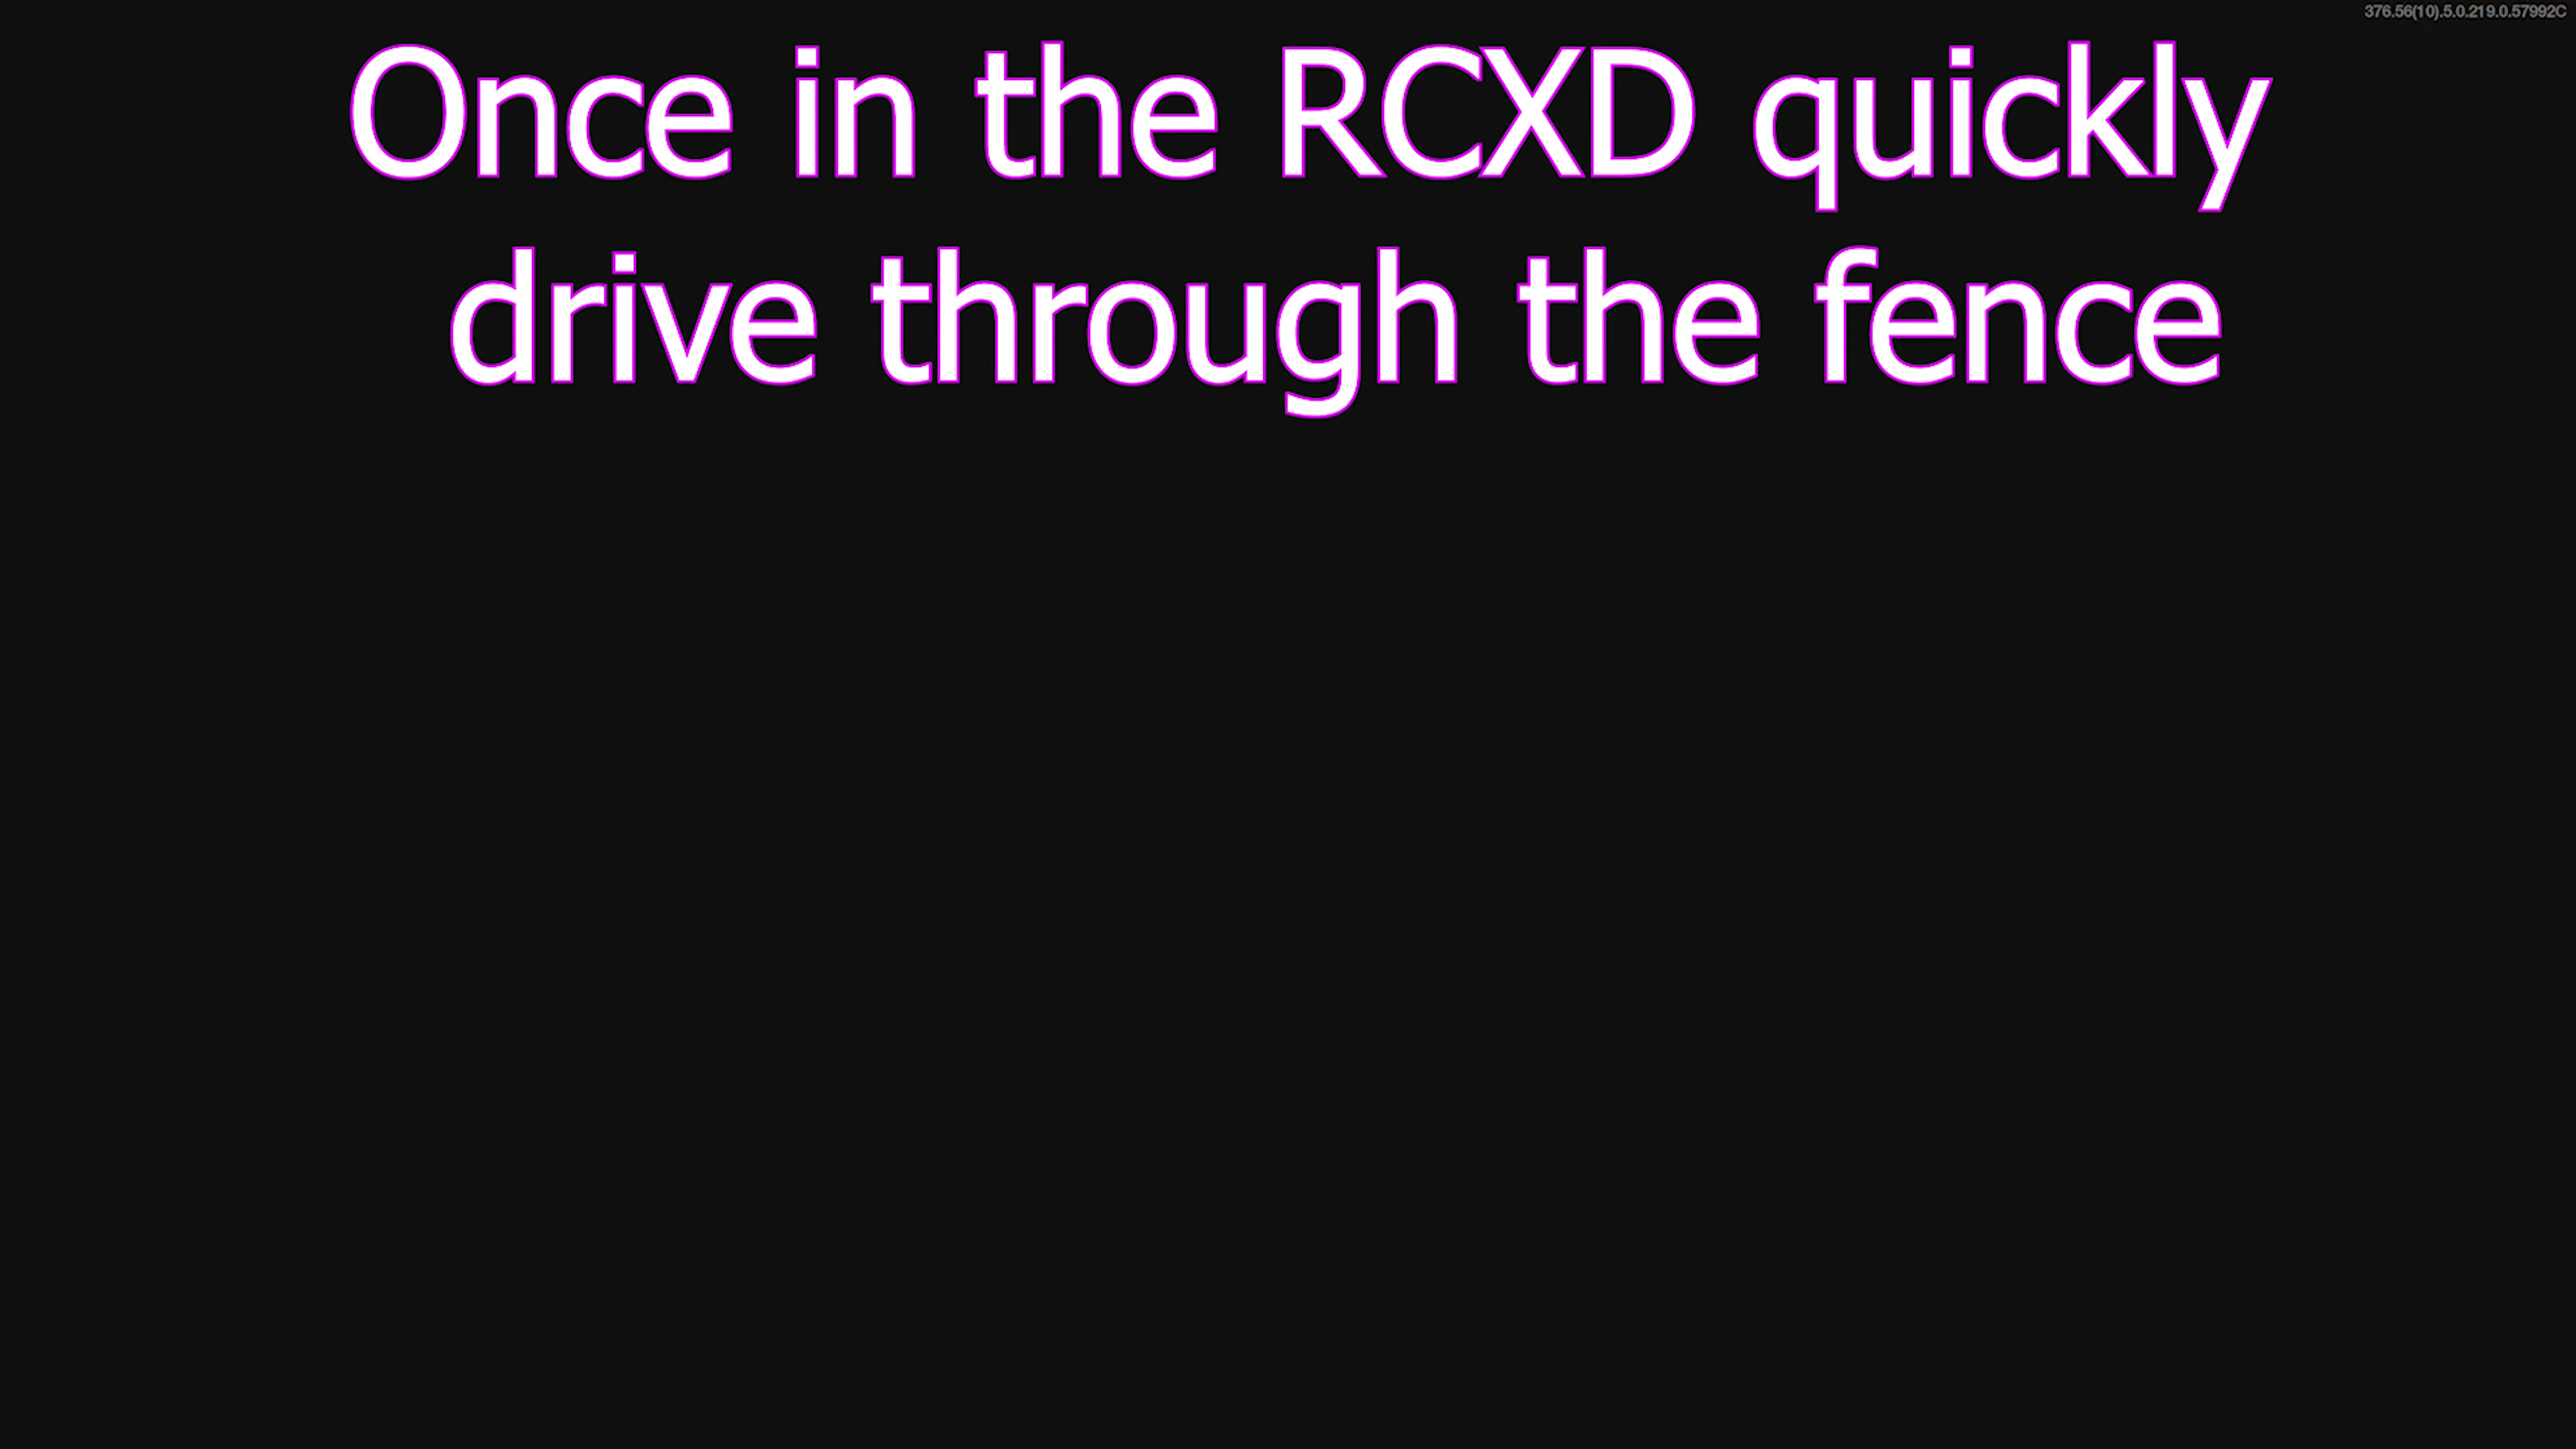 376.56(10).5.0.219.0.57992C
Once in the RCXD quickly
drive through the fence